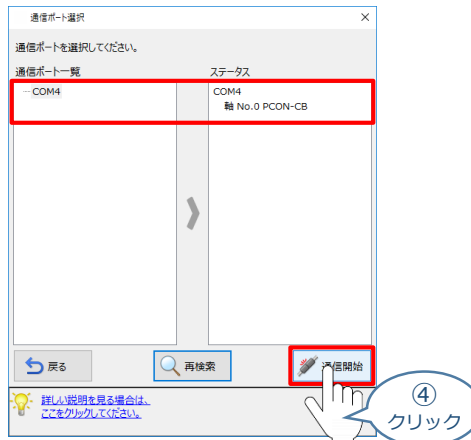 通信ポート選択
通信ポートを選択してください。
通信ポート一覧
ステータス
COM4
COM4
軸 No.0 PCON-CB
戻る
再検索
通信開始
詳しい説明を見る場合は、
ここをクリックしてください。
④
クリック